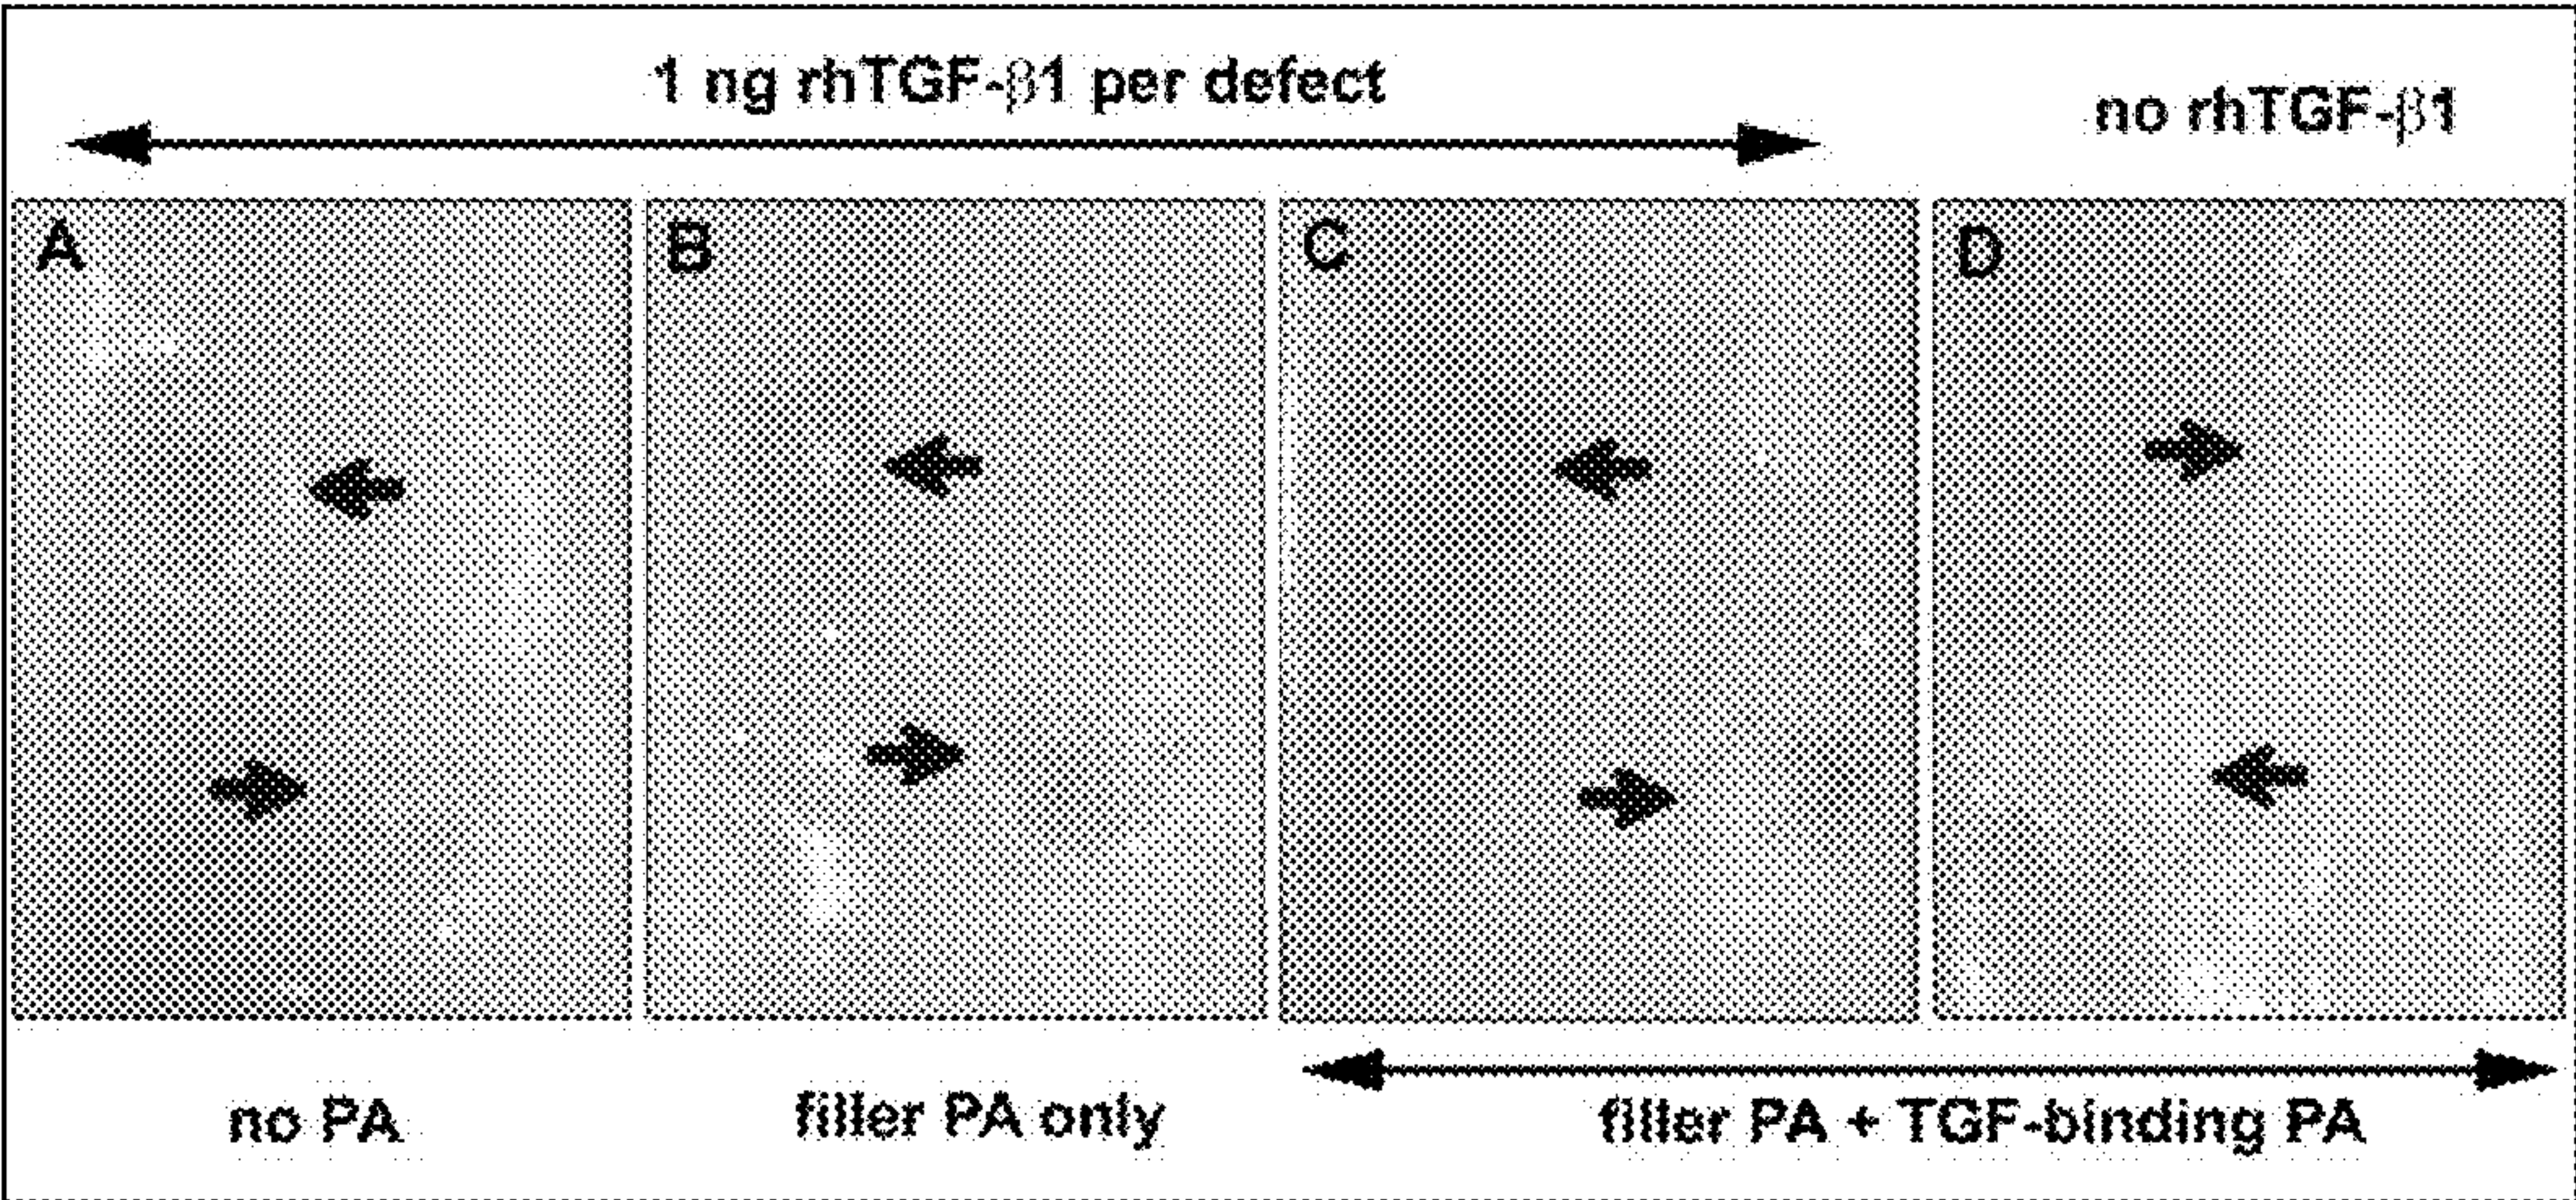 1 ng rhTGF-β1 per defect
no rhTGF-β1
A
B
C
D
no PA
filler PA only
filler PA + TGF-binding PA